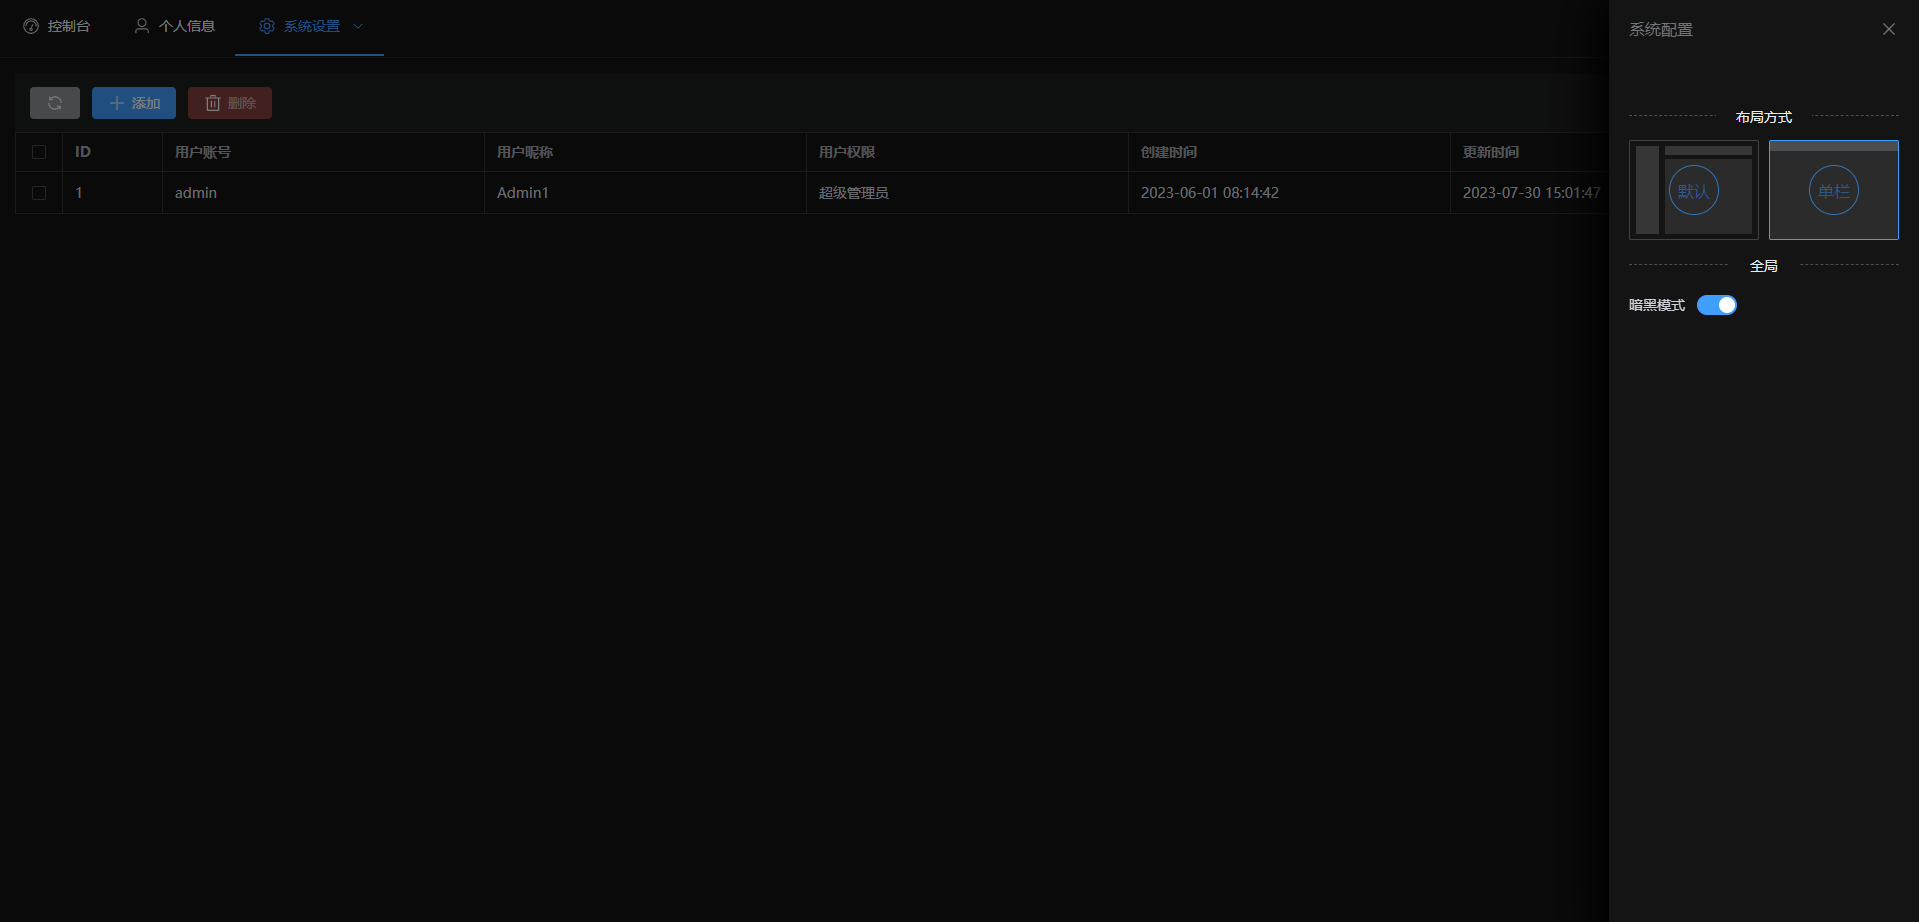 控制台 个人信息 系统设置
添加 删除
ID 用户账号 用户昵称 用户权限 创建时间 更新时间
1 admin Admin1 超级管理员 2023-06-01 08:14:42 2023-07-30 15:01:47
系统配置
布局方式
默认 单栏
全局
暗黑模式